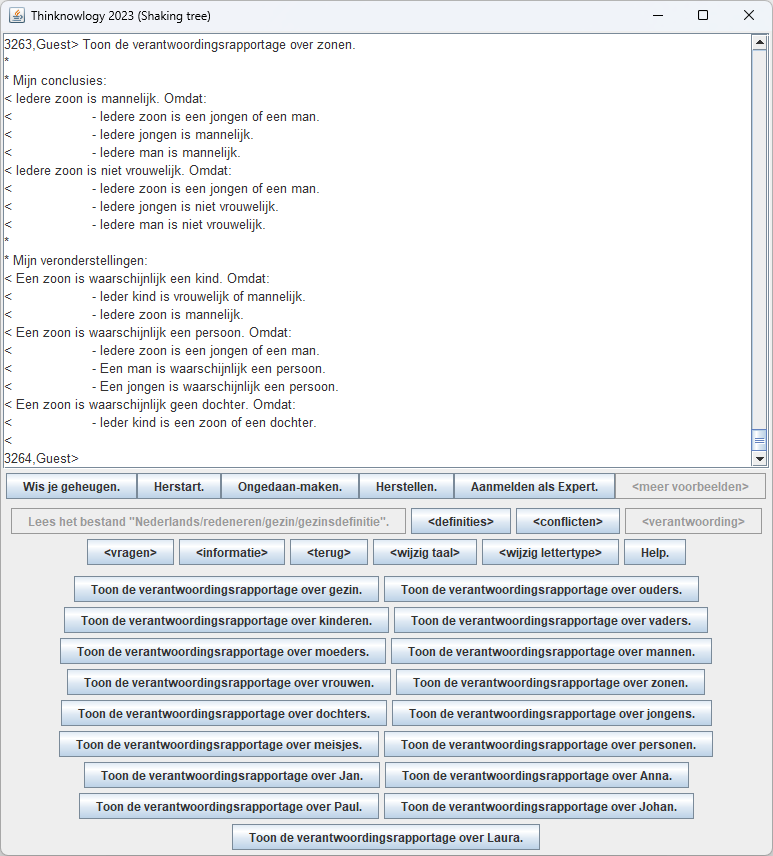 Thinknowlogy 2023 (Shaking tree)
3263,Guest> Toon de verantwoordingsrapportage over zonen.
*
* Mijn conclusies:
< Iedere zoon is mannelijk. Omdat:
< - Iedere zoon is een jongen of een man.
< - Iedere jongen is mannelijk.
< - Iedere man is mannelijk.
< Iedere zoon is niet vrouwelijk. Omdat:
< - Iedere zoon is een jongen of een man.
< - Iedere jongen is niet vrouwelijk.
< - Iedere man is niet vrouwelijk.
*
* Mijn veronderstellingen:
< Een zoon is waarschijnlijk een kind. Omdat:
< - Ieder kind is vrouwelijk of mannelijk.
< - Iedere zoon is mannelijk.
< Een zoon is waarschijnlijk een persoon. Omdat:
< - Iedere zoon is een jongen of een man.
< - Een man is waarschijnlijk een persoon.
< - Een jongen is waarschijnlijk een persoon.
< Een zoon is waarschijnlijk geen dochter. Omdat:
< - Ieder kind is een zoon of een dochter.
<
3264,Guest>
Wis je geheugen. Herstart. Ongedaan-maken. Herstellen. Aanmelden als Expert. <meer voorbeelden>
Lees het bestand "Nederlands/redeneren/gezin/gezinsdefinitie". <definities> <conflicten> <verantwoording>
<vragen> <informatie> <terug> <wijzig taal> <wijzig lettertype> Help.
Toon de verantwoordingsrapportage over gezin. Toon de verantwoordingsrapportage over ouders.
Toon de verantwoordingsrapportage over kinderen. Toon de verantwoordingsrapportage over vaders.
Toon de verantwoordingsrapportage over moeders. Toon de verantwoordingsrapportage over mannen.
Toon de verantwoordingsrapportage over vrouwen. Toon de verantwoordingsrapportage over zonen.
Toon de verantwoordingsrapportage over dochters. Toon de verantwoordingsrapportage over jongens.
Toon de verantwoordingsrapportage over meisjes. Toon de verantwoordingsrapportage over personen.
Toon de verantwoordingsrapportage over Jan. Toon de verantwoordingsrapportage over Anna.
Toon de verantwoordingsrapportage over Paul. Toon de verantwoordingsrapportage over Johan.
Toon de verantwoordingsrapportage over Laura.